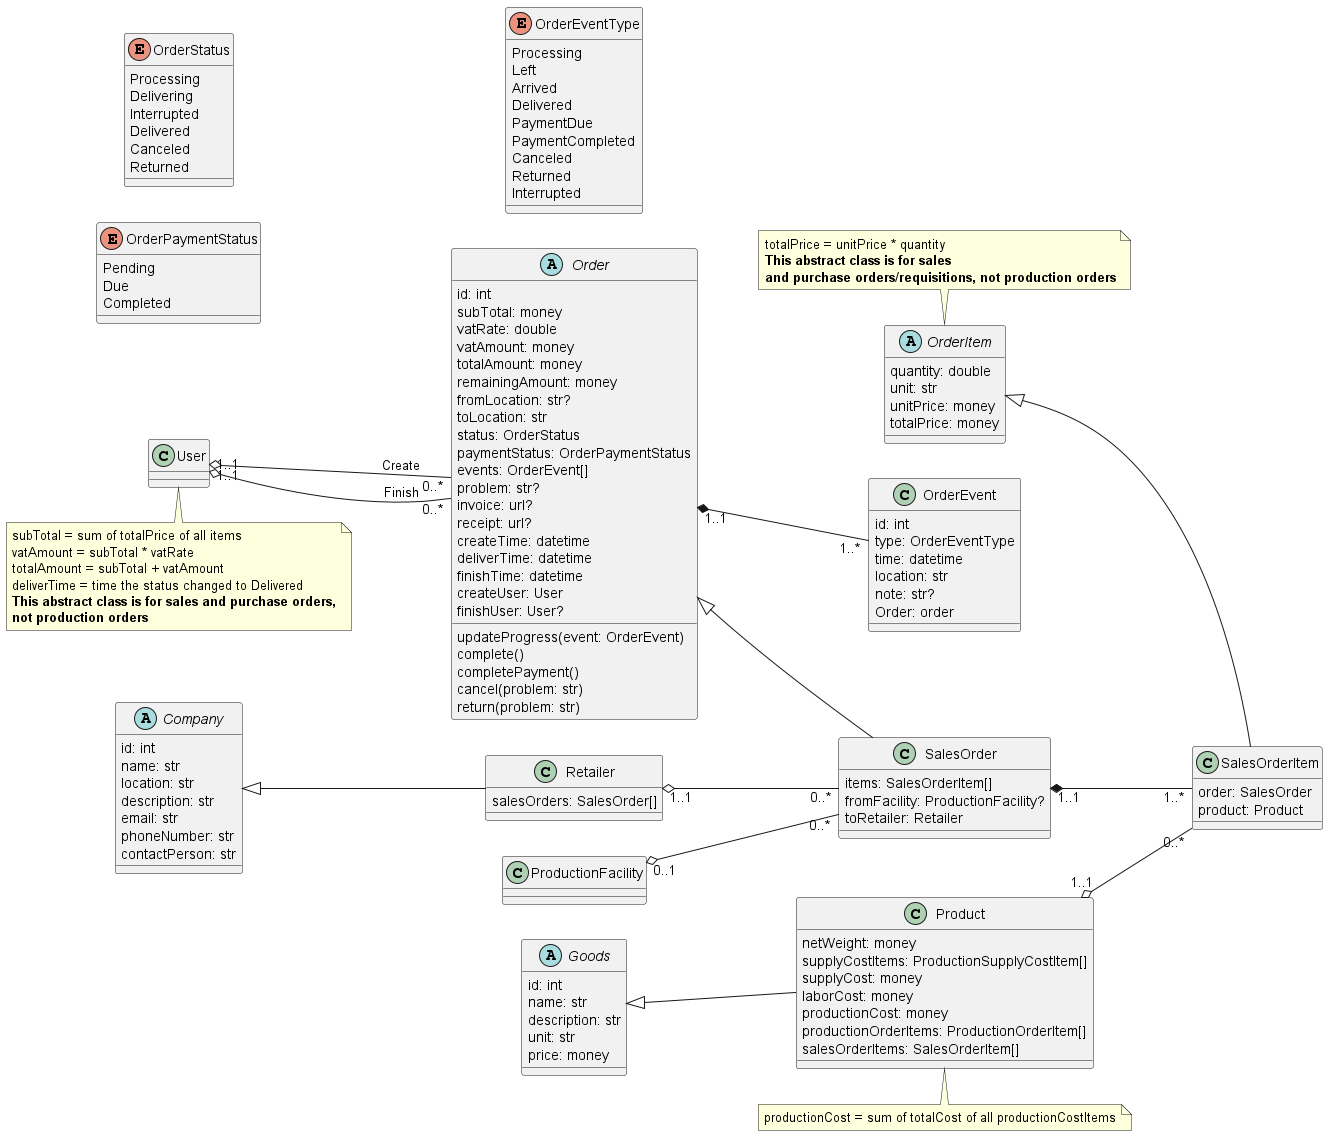 E OrderStatus
Processing
Delivering
Interrupted
Delivered
Canceled
Returned
E OrderEventType
Processing
Left
Arrived
Delivered
PaymentDue
PaymentCompleted
Canceled
Returned
Interrupted
E OrderPaymentStatus
Pending
Due
Completed
A Order
id: int
subTotal: money
vatRate: double
vatAmount: money
totalAmount: money
remainingAmount: money
fromLocation: str?
toLocation: str
status: OrderStatus
paymentStatus: OrderPaymentStatus
events: OrderEvent[]
problem: str?
invoice: url?
receipt: url?
createTime: datetime
deliverTime: datetime
finishTime: datetime
createUser: User
finishUser: User?
updateProgress(event: OrderEvent)
complete()
completePayment()
cancel(problem: str)
return(problem: str)
totalPrice = unitPrice * quantity
This abstract class is for sales
and purchase orders/requisitions, not production orders
A OrderItem
quantity: double
unit: str
unitPrice: money
totalPrice: money
C User
1..1
Create
0..*
1..1
Finish
0..*
subTotal = sum of totalPrice of all items
vatAmount = subTotal * vatRate
totalAmount = subTotal + vatAmount
deliverTime = time the status changed to Delivered
This abstract class is for sales and purchase orders,
not production orders
1..1
1..*
C OrderEvent
id: int
type: OrderEventType
time: datetime
location: str
note: str?
Order: order
A Company
id: int
name: str
location: str
description: str
email: str
phoneNumber: str
contactPerson: str
C Retailer
salesOrders: SalesOrder[]
1..1
0..*
C SalesOrder
items: SalesOrderItem[]
fromFacility: ProductionFacility?
toRetailer: Retailer
1..1
1..*
C SalesOrderItem
order: SalesOrder
product: Product
C ProductionFacility
0..1
0..*
0..*
1..1
A Goods
id: int
name: str
description: str
unit: str
price: money
C Product
netWeight: money
supplyCostItems: ProductionSupplyCostItem[]
supplyCost: money
laborCost: money
productionCost: money
productionOrderItems: ProductionOrderItem[]
salesOrderItems: SalesOrderItem[]
productionCost = sum of totalCost of all productionCostItems